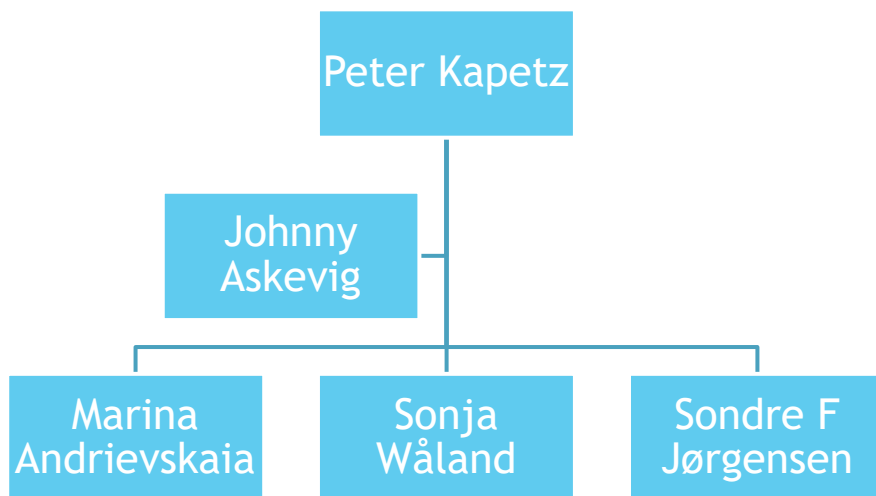 Peter Kapetz
Johnny
Askevig
Marina
Andrievskaia
Sonja
Wåland
Sondre F
Jørgensen